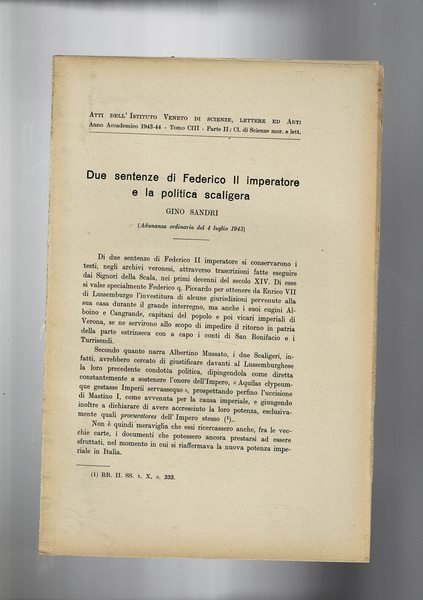 ATTI DELL'ISTITUTO VENETO DI SCIENZE, LETTERE ED ARTI
Anno Accademico 1943-44 - Tomo CIII - Parte II: Cl. di Scienze mor. e lett.
Due sentenze di Federico II imperatore
e la politica scaligera
GINO SANDRI
(Adunanza ordinaria del 4 luglio 1943)
Di due sentenze di Federico II imperatore si conservarono i
testi, negli archivi veronesi, attraverso trascrizioni fatte eseguire
dai Signori della Scala, nei primi decenni del secolo XIV. Di esse
si valse specialmente Federico q. Piccardo per ottenere da Enrico VII
di Lussemburgo l'investitura di alcune giurisdizioni pervenute alla
sua casa durante il grande interregno, ma anche i suoi cugini Al-
boino e Cangrande, capitani del popolo e poi vicari imperiali di
Verona, se ne servirono allo scopo di impedire il ritorno in patria
della parte estrinseca con a capo i conti di San Bonifacio e i
Turrisendi.
Secondo quanto narra Albertino Mussato, i due Scaligeri, in-
fatti, avrebbero cercato di giustificare davanti al Lussemburghese
la loro precedente condotta politica, dipingendola come diretta
constantemente a sostenere l'onore dell'Impero, « Aquilas clypeum-
que gestasse Imperii servasseque », prospettando perfino l'uccisione
di Mastino I, come avvenuta per la causa imperiale, e giungendo
inoltre a dichiarare di avere accresciuto la loro potenza, esclusiva-
mente quali procuratores dell'Impero stesso (¹)..
Non è quindi meraviglia che essi ricercassero anche, fra le vec-
chie carte, i documenti che potessero ancora prestarsi ad essere
sfruttati, nel momento in cui si riaffermava la nuova potenza impe-
riale in Italia.
(1) RR. II. SS. t. X, c. 333.